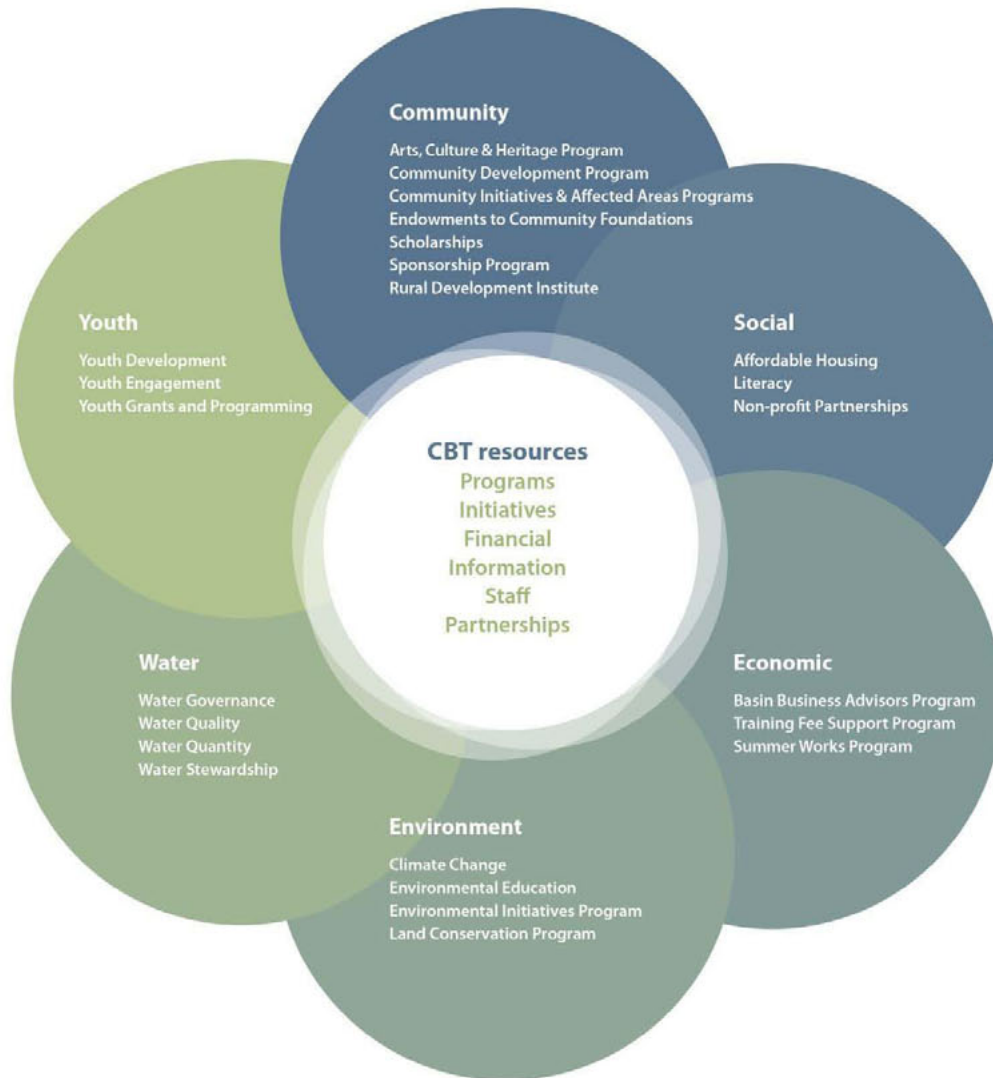 Community
Arts, Culture & Heritage Program
Community Development Program
Community Initiatives & Affected Areas Programs
Endowments to Community Foundations
Scholarships
Sponsorship Program
Rural Development Institute
Social
Affordable Housing
Literacy
Non-profit Partnerships
Economic
Basin Business Advisors Program
Training Fee Support Program
Summer Works Program
Environment
Climate Change
Environmental Education
Environmental Initiatives Program
Land Conservation Program
Water
Water Governance
Water Quality
Water Quantity
Water Stewardship
Youth
Youth Development
Youth Engagement
Youth Grants and Programming
CBT resources
Programs
Initiatives
Financial
Information
Staff
Partnerships